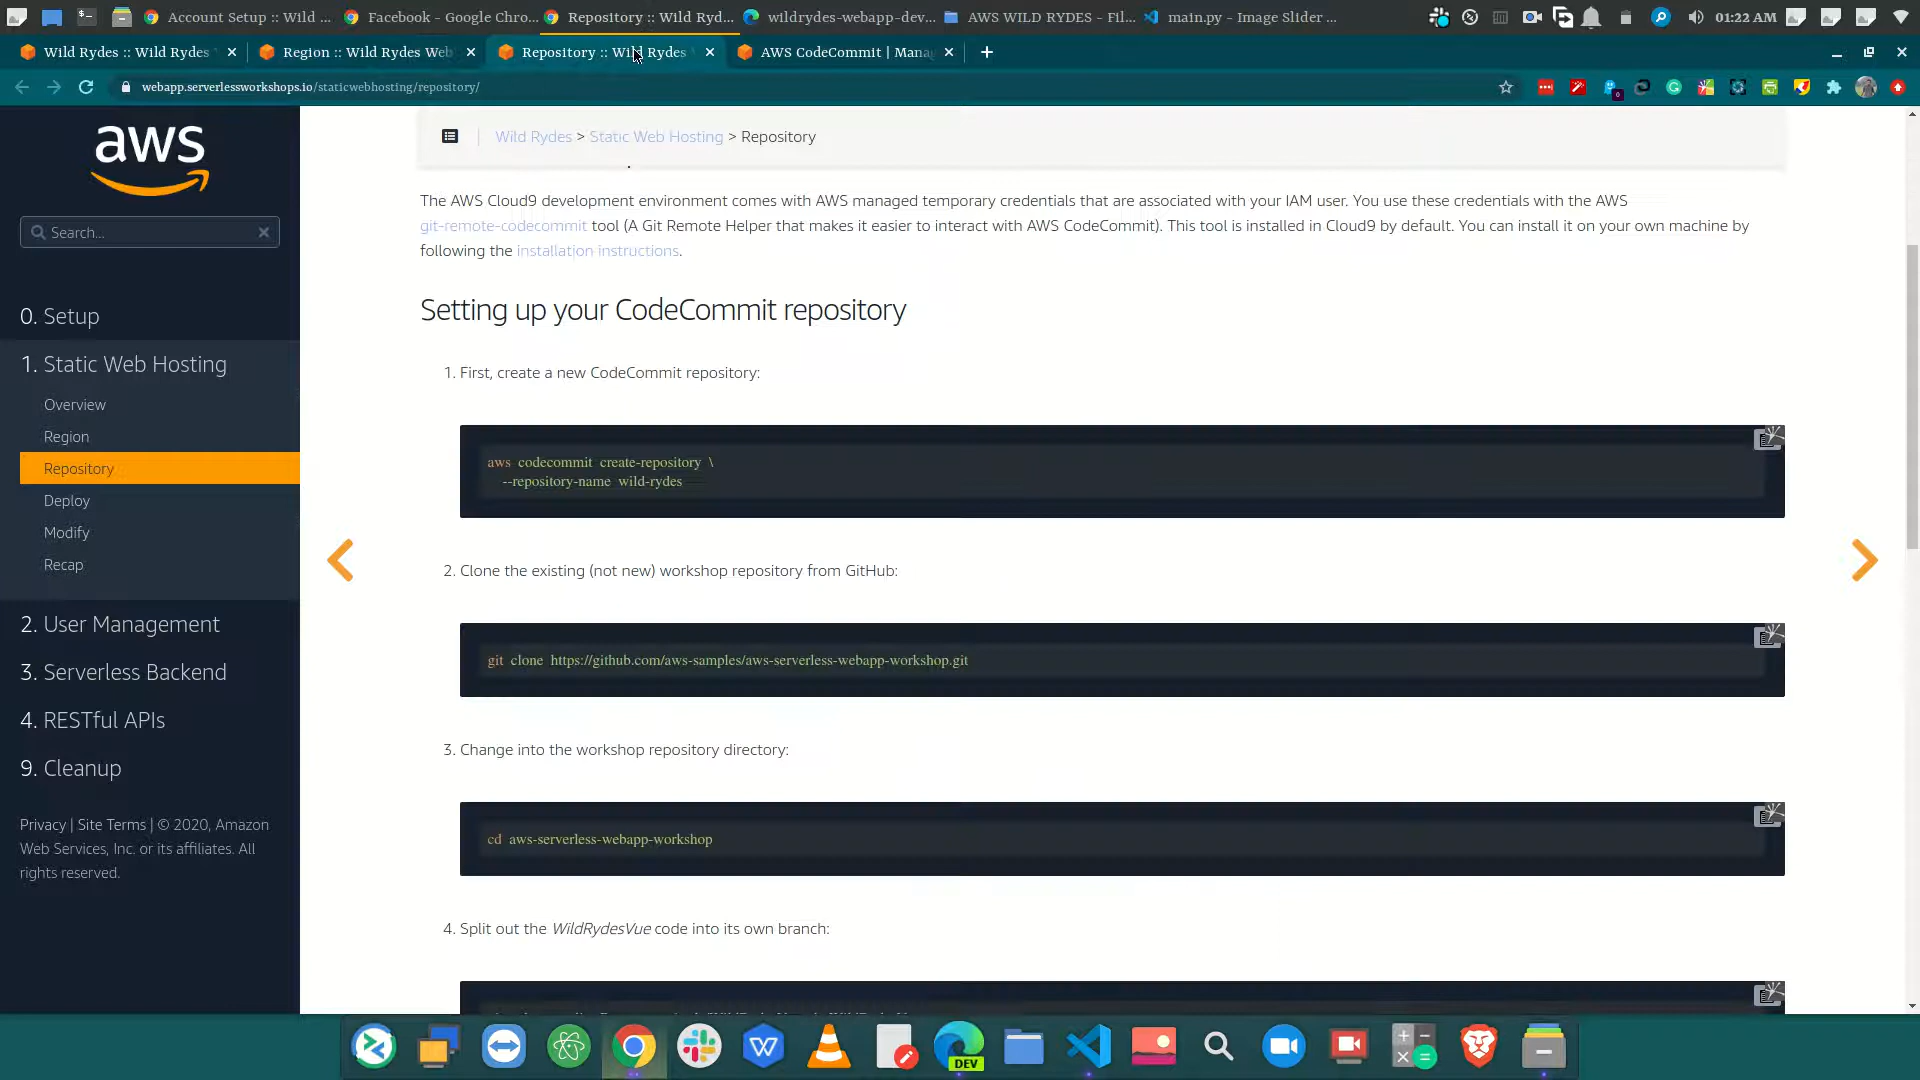 Account Setup :: Wild ...
Facebook - Google Chro...
Repository :: Wild Ryd...
wildrydes-webapp-dev...
AWS WILD RYDES - Fil...
main.py - Image Slider ...
01:22 AM
Wild Rydes :: Wild Rydes
Region :: Wild Rydes Web
Repository :: Wild Rydes
AWS CodeCommit | Mana
webapp.serverlessworkshops.io/staticwebhosting/repository/
aws
Search...
0. Setup
1. Static Web Hosting
Overview
Region
Repository
Deploy
Modify
Recap
2. User Management
3. Serverless Backend
4. RESTful APIs
9. Cleanup
Privacy | Site Terms | © 2020, Amazon
Web Services, Inc. or its affiliates. All
rights reserved.
Wild Rydes > Static Web Hosting > Repository
The AWS Cloud9 development environment comes with AWS managed temporary credentials that are associated with your IAM user. You use these credentials with the AWS
git-remote-codecommit tool (A Git Remote Helper that makes it easier to interact with AWS CodeCommit). This tool is installed in Cloud9 by default. You can install it on your own machine by
following the installation instructions.
Setting up your CodeCommit repository
1. First, create a new CodeCommit repository:
aws codecommit create-repository \
--repository-name wild-rydes
2. Clone the existing (not new) workshop repository from GitHub:
git clone https://github.com/aws-samples/aws-serverless-webapp-workshop.git
3. Change into the workshop repository directory:
cd aws-serverless-webapp-workshop
4. Split out the WildRydesVue code into its own branch:
DEV